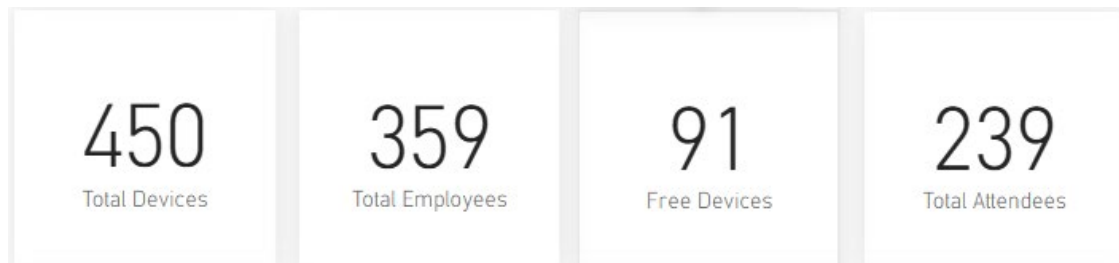 450
Total Devices
359
Total Employees
91
Free Devices
239
Total Attendees